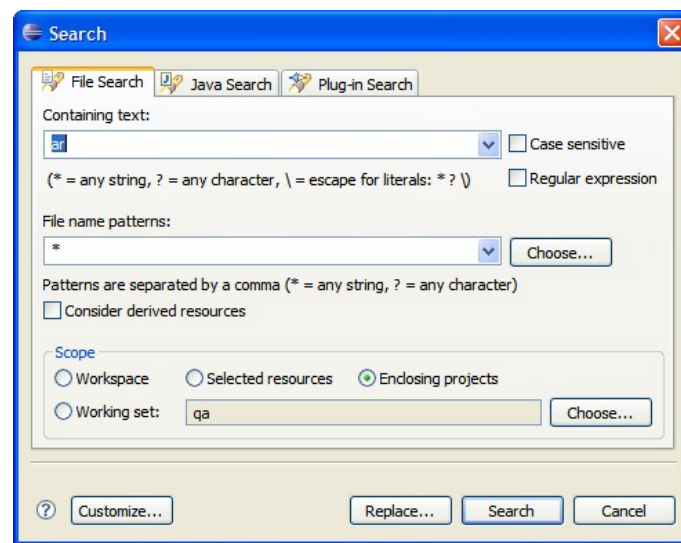 Search
File Search Java Search Plug-in Search
Containing text:
ar
Case sensitive
(* = any string, ? = any character, \ = escape for literals: * ? \)
Regular expression
File name patterns:
*
Choose...
Patterns are separated by a comma (* = any string, ? = any character)
Consider derived resources
Scope
Workspace Selected resources Enclosing projects
Working set: qa Choose...
? Customize... Replace... Search Cancel